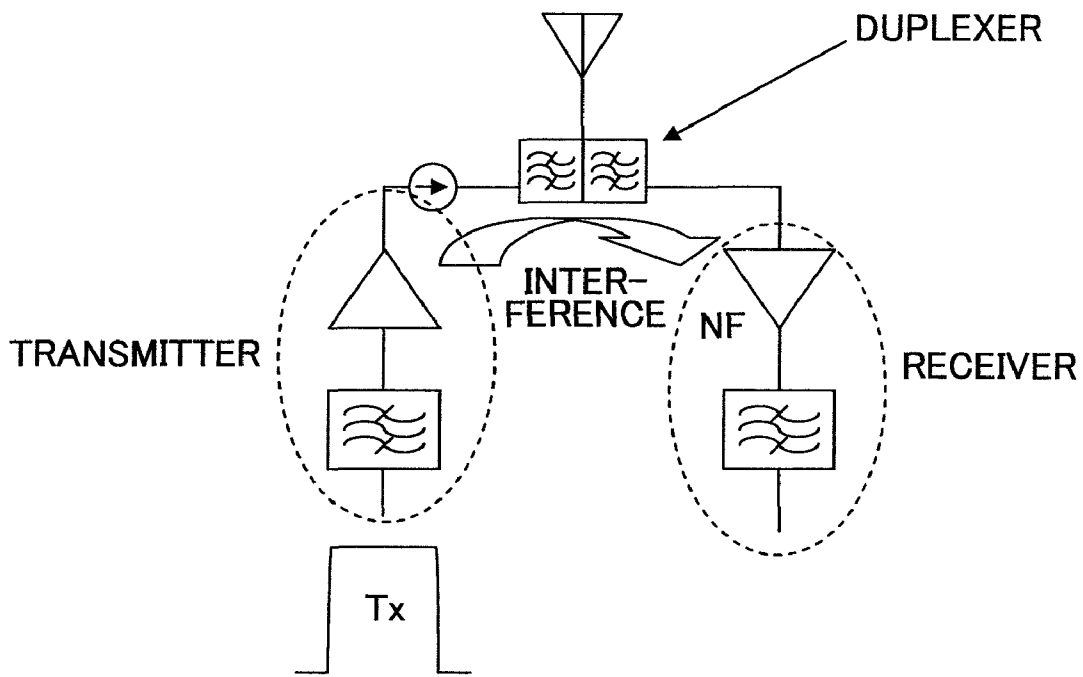 DUPLEXER
INTER-
FERENCE
NF
TRANSMITTER
RECEIVER
Tx